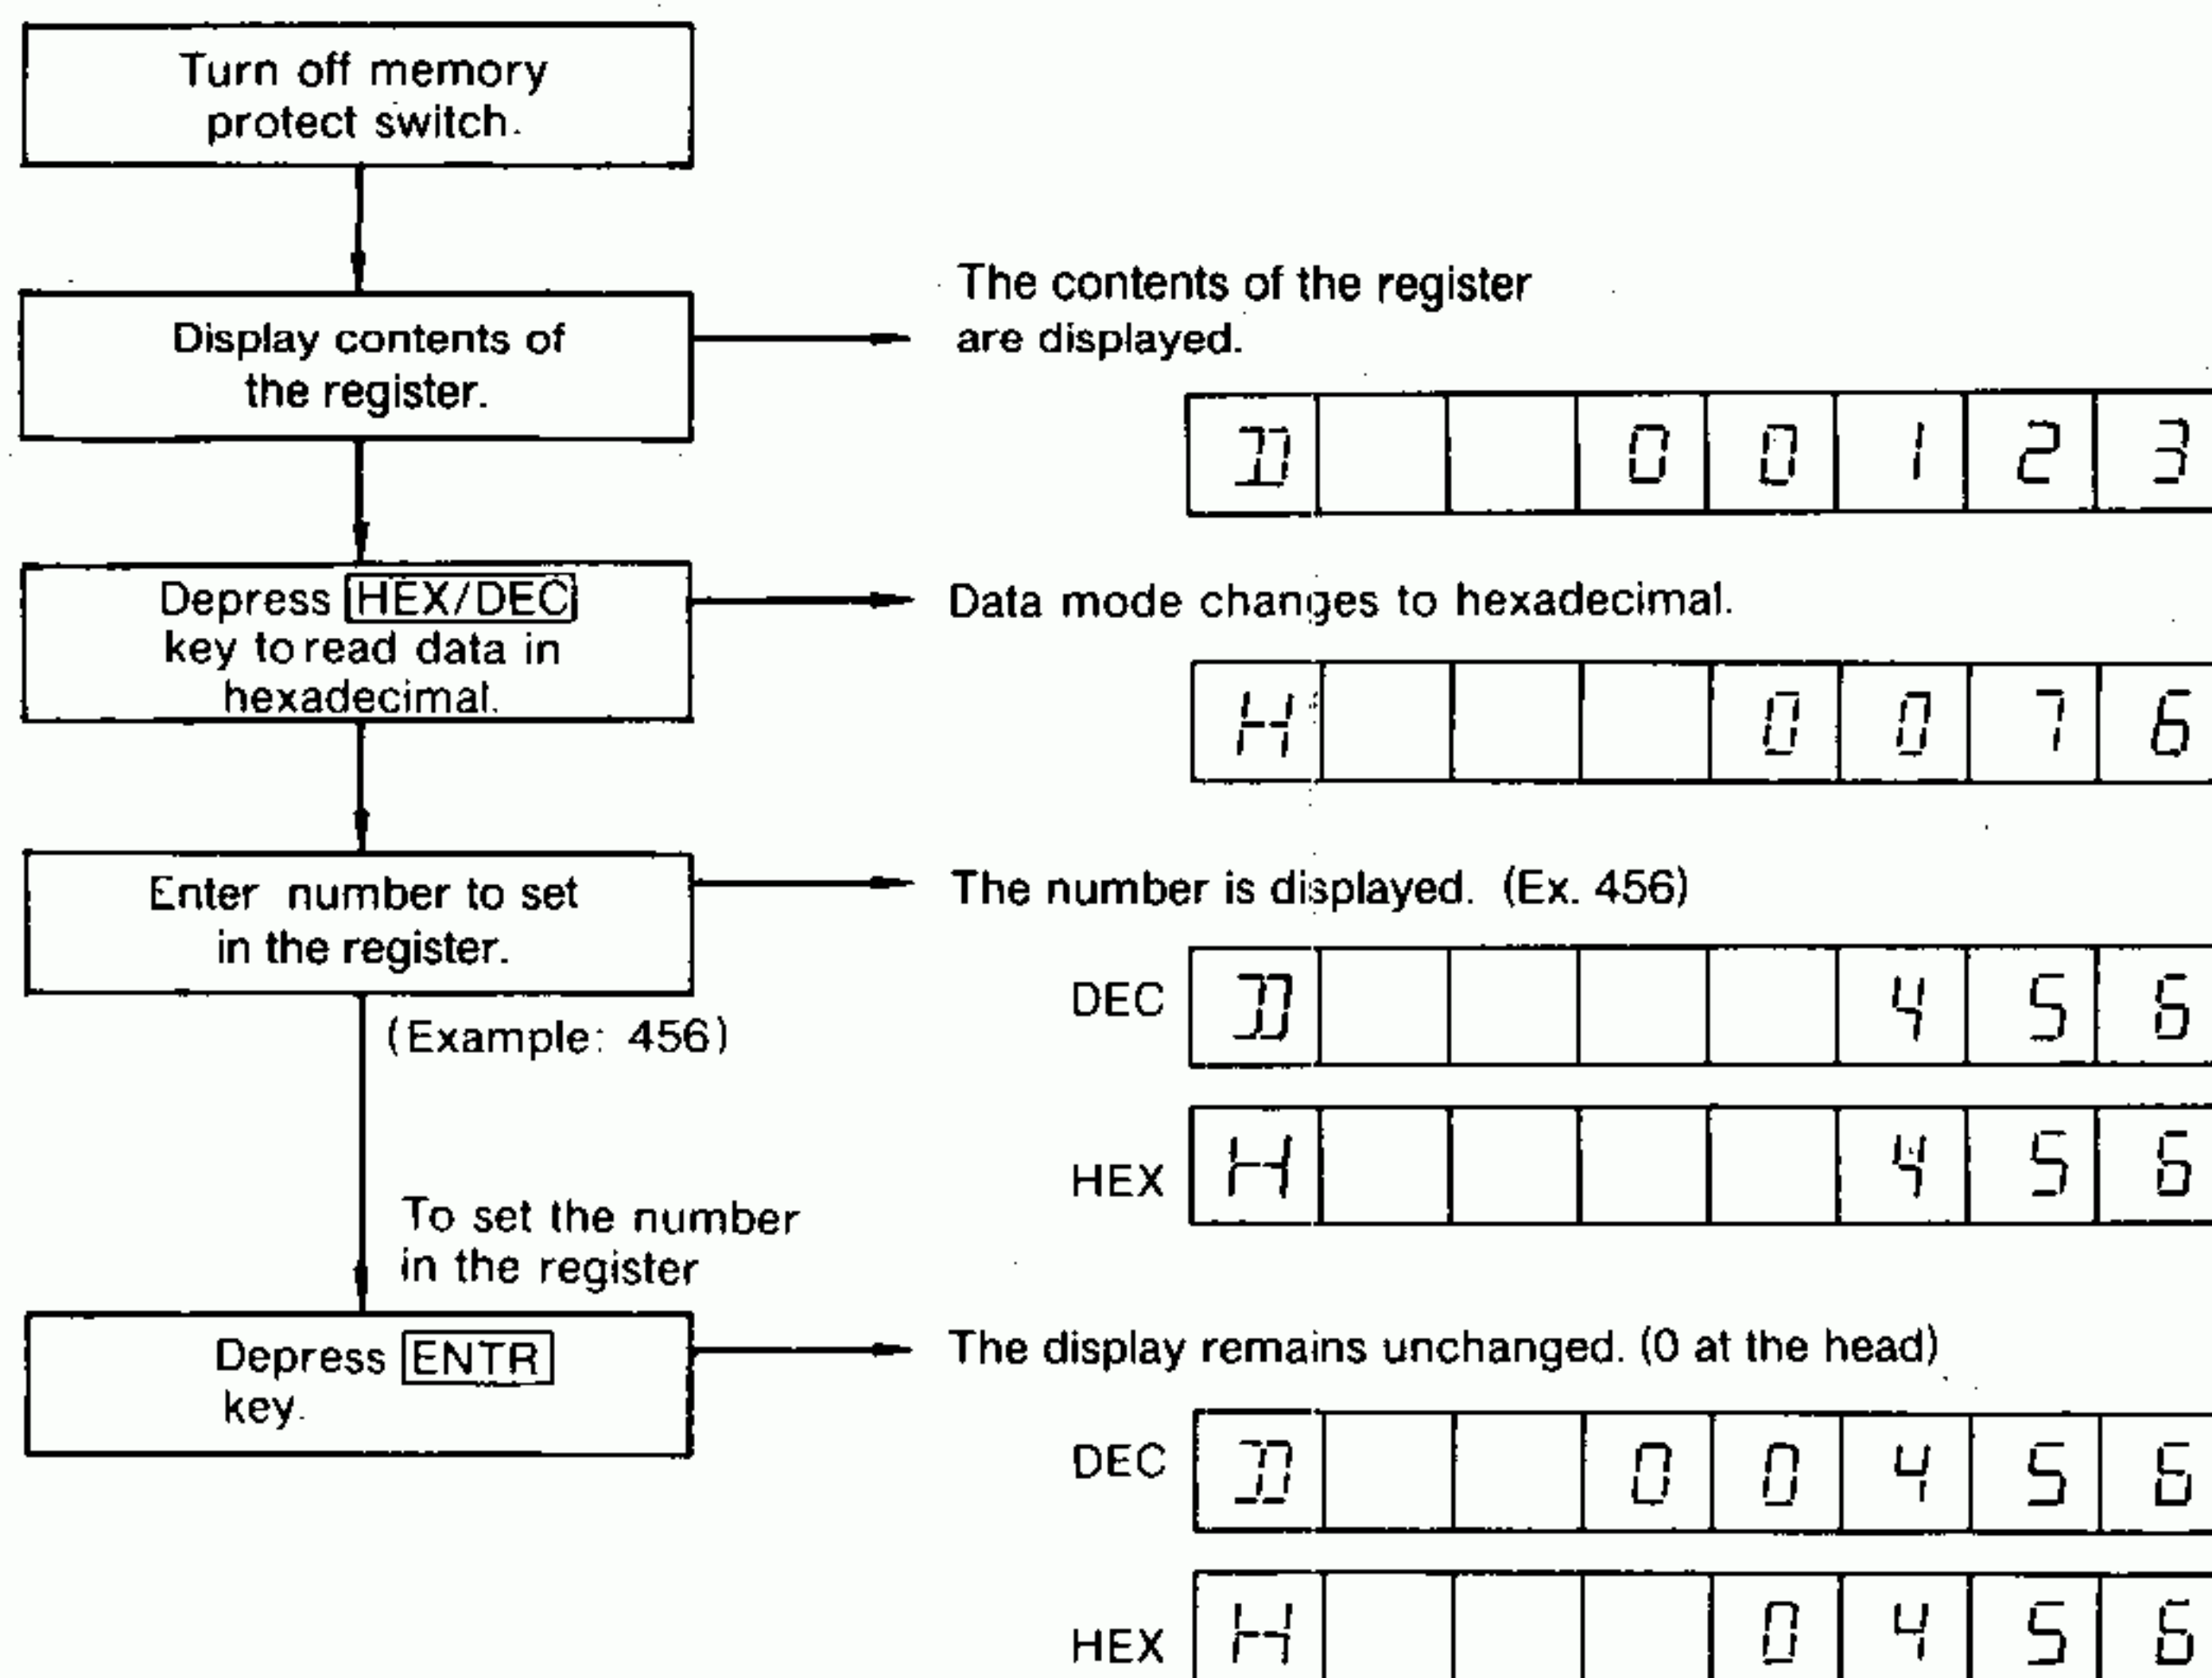 Turn off memory
protect switch.
Display contents of
the register.
The contents of the register
are displayed.
D 0 0 1 2 3
Depress HEX/DEC
key to read data in
hexadecimal.
Data mode changes to hexadecimal.
H 0 0 7 6
Enter number to set
in the register.
(Example: 456)
The number is displayed. (Ex. 456)
DEC D 4 5 6
HEX H 4 5 6
To set the number
in the register
Depress ENTR
key.
The display remains unchanged. (0 at the head)
DEC D 0 0 4 5 6
HEX H 0 4 5 6